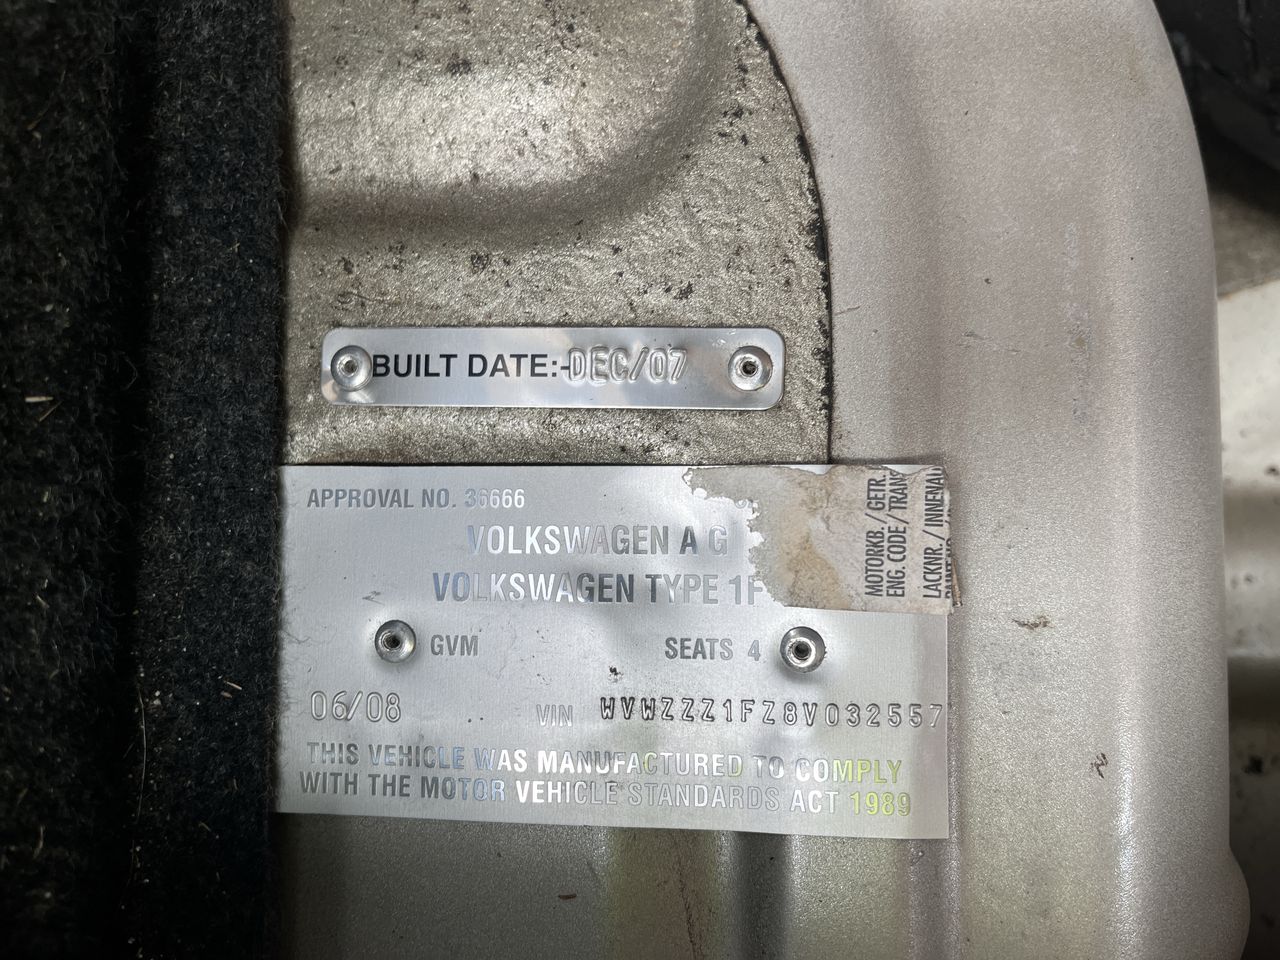 BUILT DATE:-DEC/07
APPROVAL NO. 36666
VOLKSWAGEN A G
VOLKSWAGEN TYPE 1F
GVM SEATS 4
06/08 VIN WVWZZZ1FZ8V032557
THIS VEHICLE WAS MANUFACTURED TO COMPLY
WITH THE MOTOR VEHICLE STANDARDS ACT 1989
MOTORKB. / GETR.
ENG. CODE / TRANS
LACKNR. / INNENAU